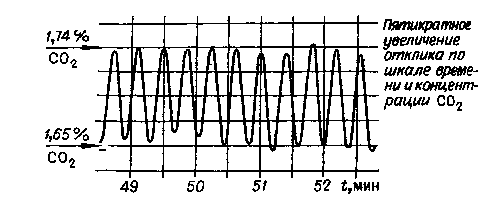 1,74%
CO₂
Пятикратное
увеличение
отклика по
шкале време-
ни и концент-
рации CO₂
1,65%
CO₂
49 50 51 52 t, мин